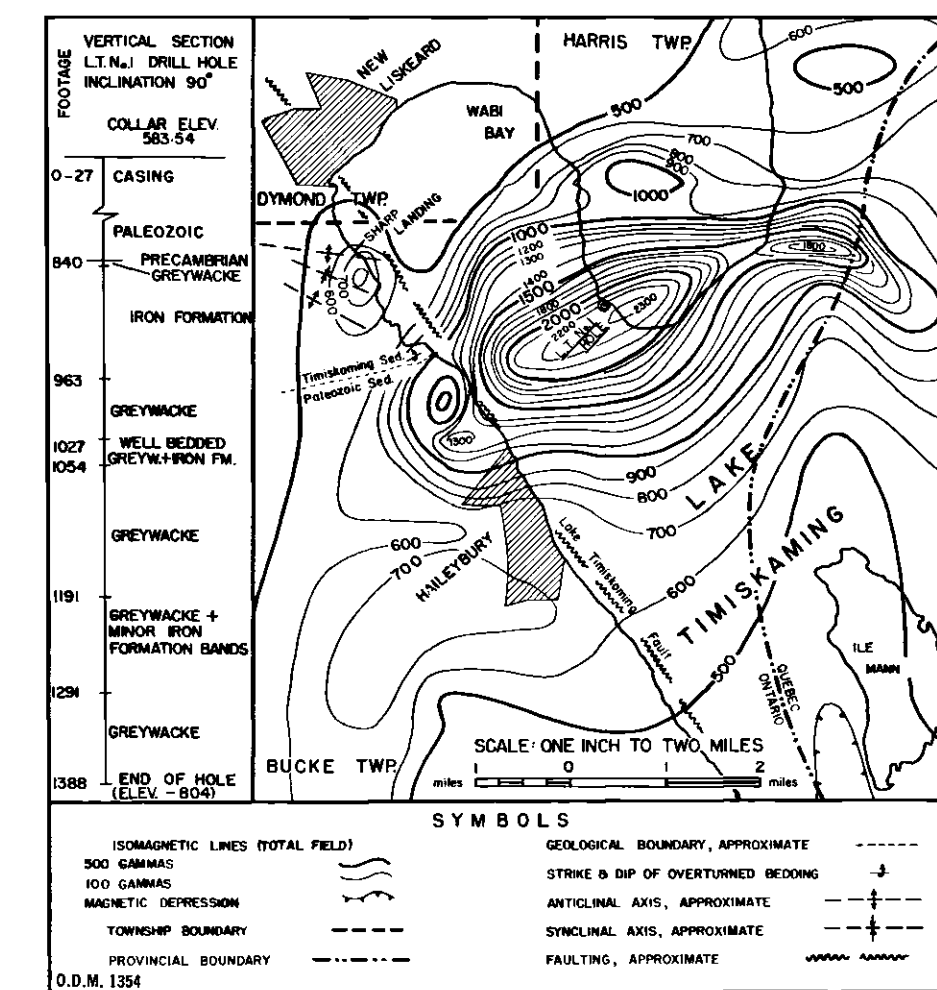 FOOTAGE
VERTICAL SECTION
L.T. No. 1 DRILL HOLE
INCLINATION 90°
COLLAR ELEV.
583.54
0-27 CASING
PALEOZOIC
840
PRECAMBRIAN
GREYWACKE
IRON FORMATION
963
GREYWACKE
1027
WELL BEDDED
GREYW.+IRON FM.
1054
GREYWACKE
1191
GREYWACKE +
MINOR IRON
FORMATION BANDS
1291
GREYWACKE
1388 END OF HOLE
(ELEV. -804)
HARRIS TWP.
600
500
NEW
LISKEARD
WABI
BAY
500
700
800
900
1000
DYMOND TWP.
SHARP
LANDING
1000
1200
1300
1400
1500
1800
2000
2200
2300
L.T. No. 1
HOLE
1800
700
600
Timiskaming Sed.
Paleozoic Sed.
1300
900
800
700
600
500
LAKE
TIMISKAMING
600
700
HAILEYBURY
Lake Timiskaming
Fault
QUEBEC
ONTARIO
ILE
MANN
BUCKE TWP.
SCALE: ONE INCH TO TWO MILES
miles 1 0 1 2 miles
SYMBOLS
ISOMAGNETIC LINES (TOTAL FIELD)
500 GAMMAS
100 GAMMAS
MAGNETIC DEPRESSION
TOWNSHIP BOUNDARY
PROVINCIAL BOUNDARY
GEOLOGICAL BOUNDARY, APPROXIMATE
STRIKE & DIP OF OVERTURNED BEDDING
ANTICLINAL AXIS, APPROXIMATE
SYNCLINAL AXIS, APPROXIMATE
FAULTING, APPROXIMATE
O.D.M. 1354